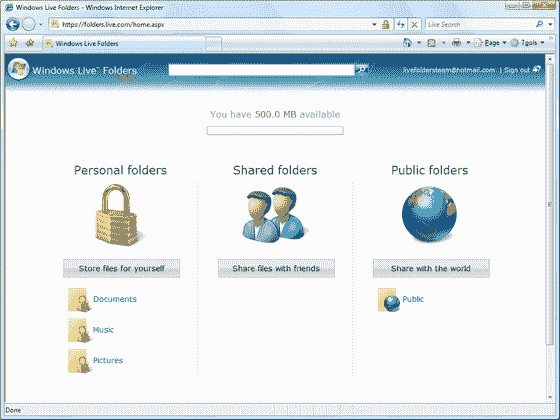 Windows Live Folders - Windows Internet Explorer
https://folders.live.com/home.aspx
Live Search
Windows Live Folders
Page
Tools
Windows Live™ Folders
livefoldersteam@hotmail.com | Sign out
You have 500.0 MB available
Personal folders
Store files for yourself
Documents
Music
Pictures
Shared folders
Share files with friends
Public folders
Share with the world
Public
Done